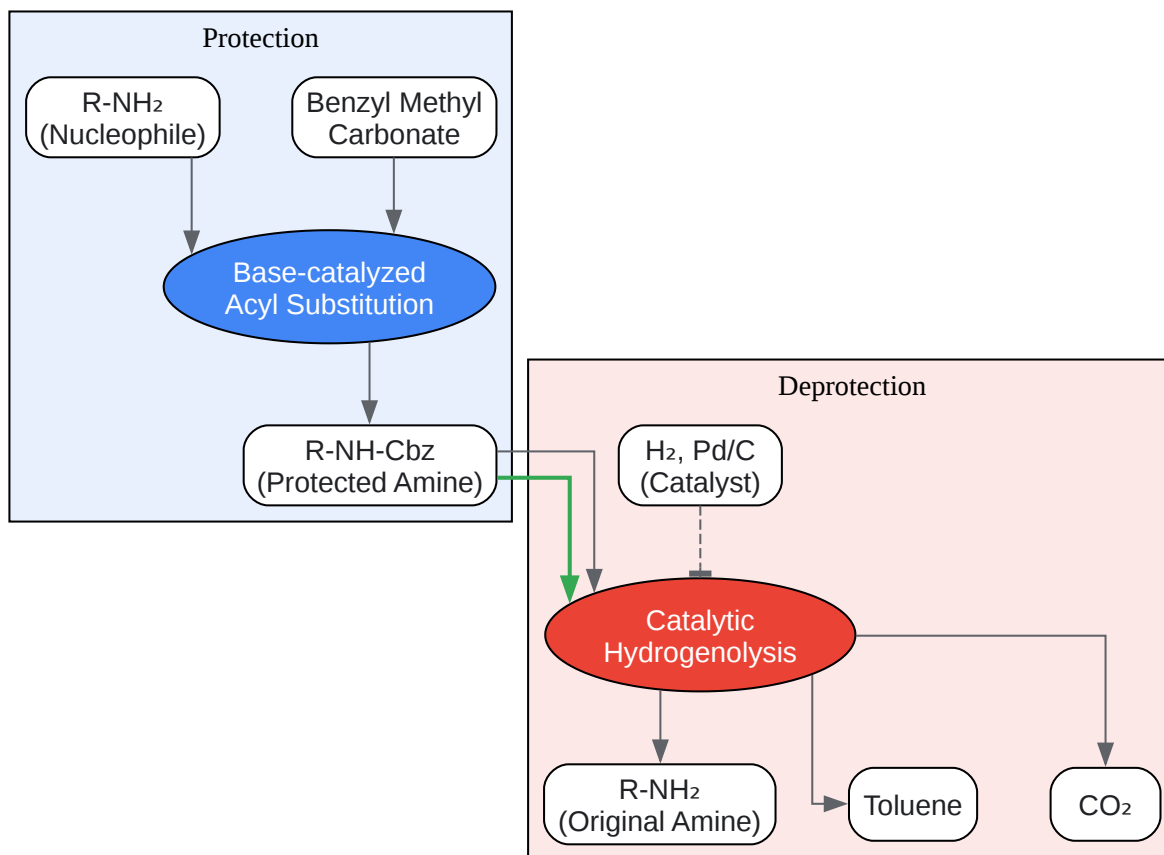 Protection
R-NH₂
(Nucleophile)
Benzyl Methyl
Carbonate
Base-catalyzed
Acyl Substitution
R-NH-Cbz
(Protected Amine)
Deprotection
H₂, Pd/C
(Catalyst)
Catalytic
Hydrogenolysis
R-NH₂
(Original Amine)
Toluene
CO₂